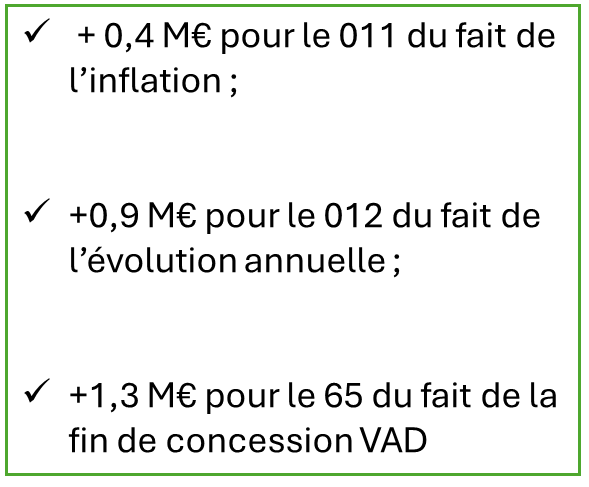 ✓ + 0,4 M€ pour le 011 du fait de
l’inflation ;
✓ +0,9 M€ pour le 012 du fait de
l’évolution annuelle ;
✓ +1,3 M€ pour le 65 du fait de la
fin de concession VAD